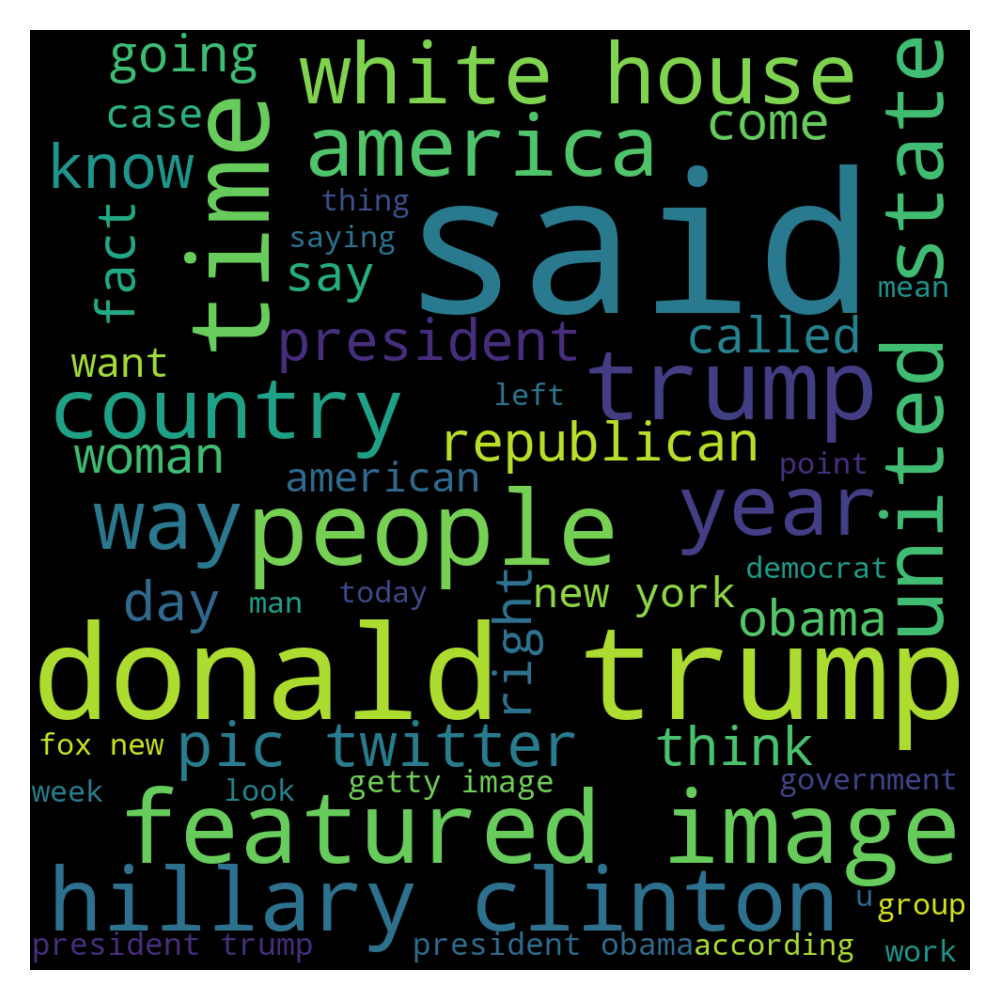 going
white house
state
case
time
america
come
know
thing
said
fact
saying
say
mean
president
called
united
want
trump
country
left
republican
woman
american
point
way
people
year
democrat
day
man
today
right
new york
obama
donald trump
fox new
pic twitter
think
week
look
getty image
government
featured image
hillary clinton
u
group
president trump
president obama
according
work